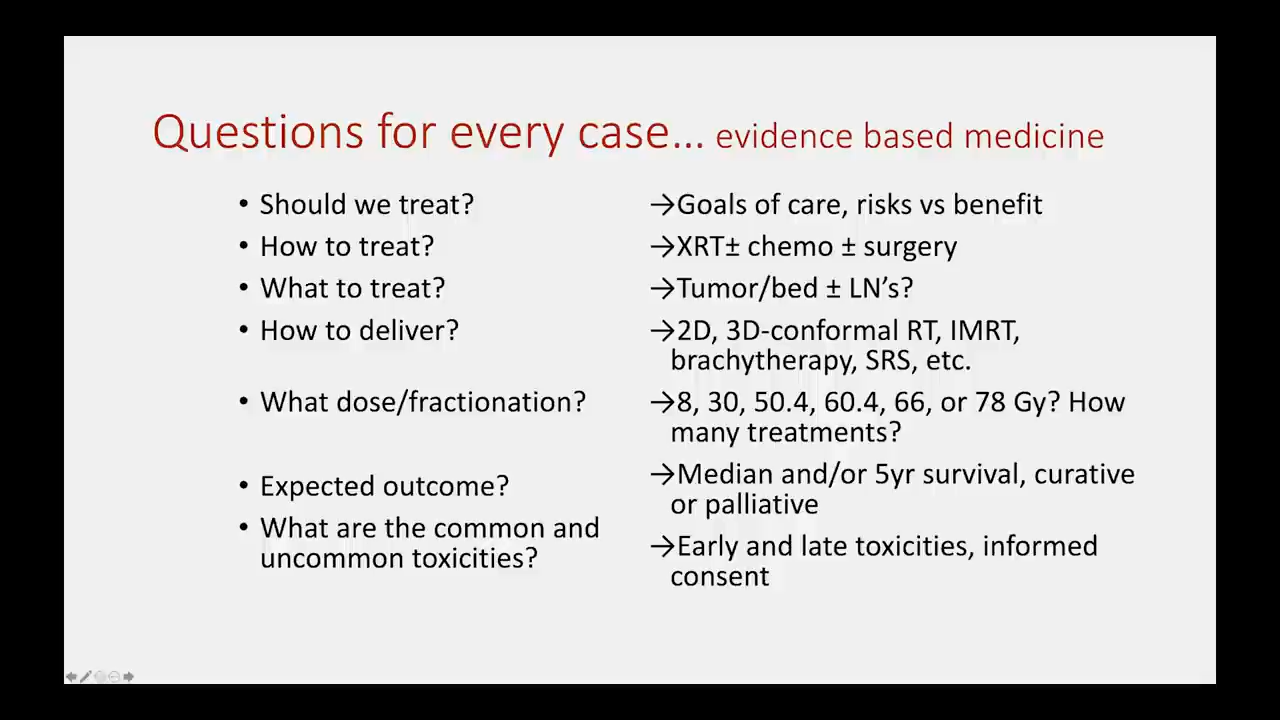 Questions for every case... evidence based medicine
• Should we treat?
→Goals of care, risks vs benefit
• How to treat?
→XRT± chemo ± surgery
• What to treat?
→Tumor/bed ± LN’s?
• How to deliver?
→2D, 3D-conformal RT, IMRT,
brachytherapy, SRS, etc.
• What dose/fractionation?
→8, 30, 50.4, 60.4, 66, or 78 Gy? How
many treatments?
• Expected outcome?
→Median and/or 5yr survival, curative
or palliative
• What are the common and
uncommon toxicities?
→Early and late toxicities, informed
consent